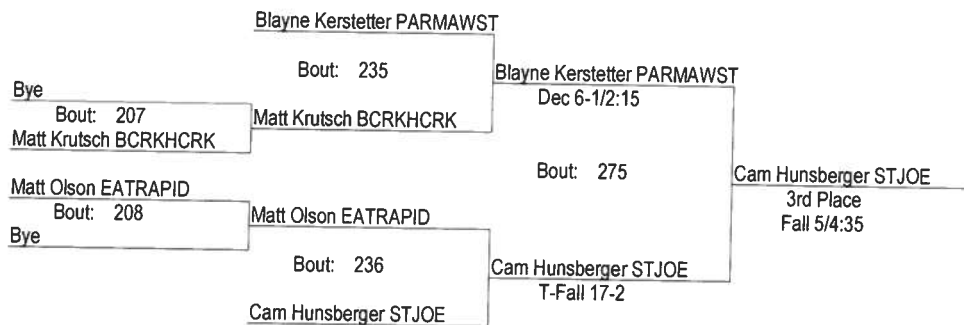 Blayne Kerstetter PARMAWST
Bout: 235
Blayne Kerstetter PARMAWST
Dec 6-1/2:15
Bye
Bout: 207
Matt Krutsch BCRKHCRK
Matt Krutsch BCRKHCRK
Bout: 275
Cam Hunsberger STJOE
3rd Place
Fall 5/4:35
Matt Olson EATRAPID
Bout: 208
Matt Olson EATRAPID
Bye
Bout: 236
Cam Hunsberger STJOE
T-Fall 17-2
Cam Hunsberger STJOE